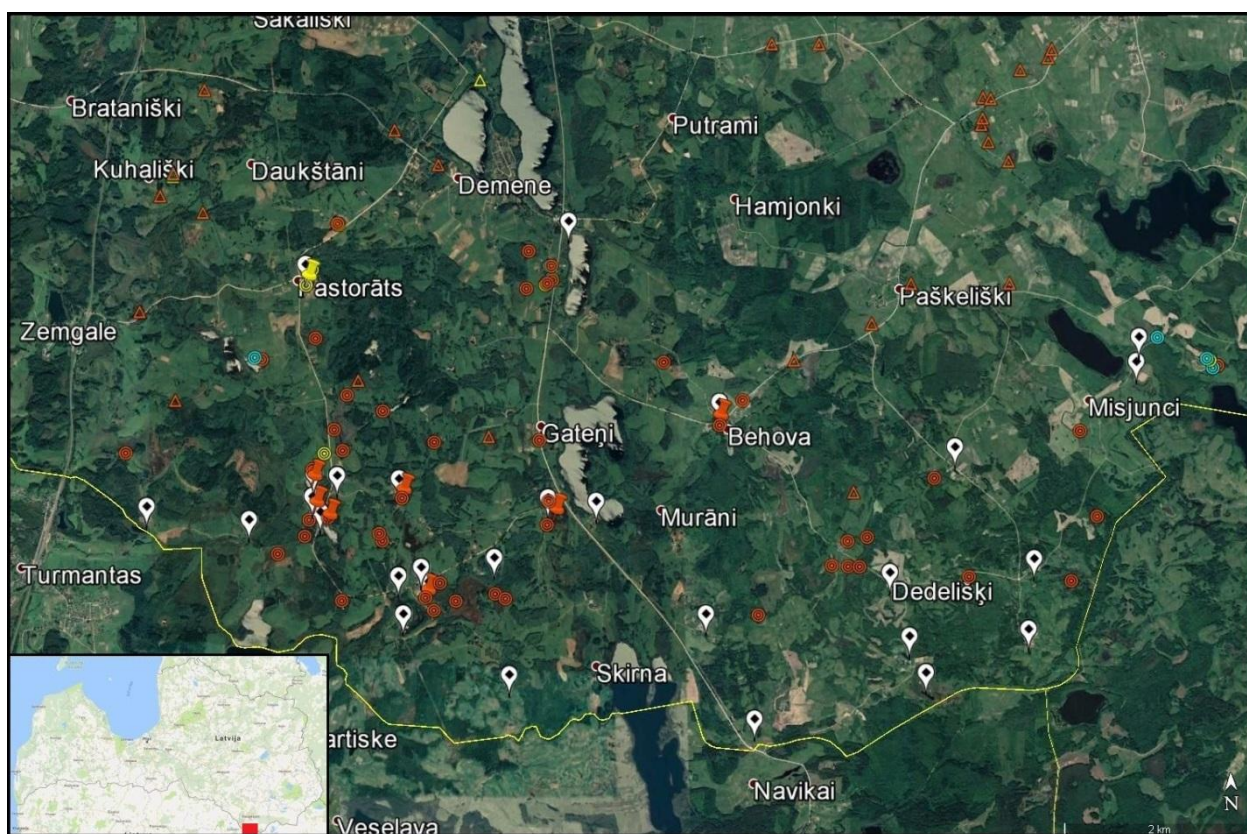 Sakališki
Brataniški
Putrami
Kuhališki
Daukštāni
Demene
Hamjonki
Pastorāts
Paškeliški
Zemgale
Misjunci
Gateņi
Behova
Murāni
Turmantas
Dedelišķi
Skirna
artiske
Latvija
Navikai
N
Veselava
2 km